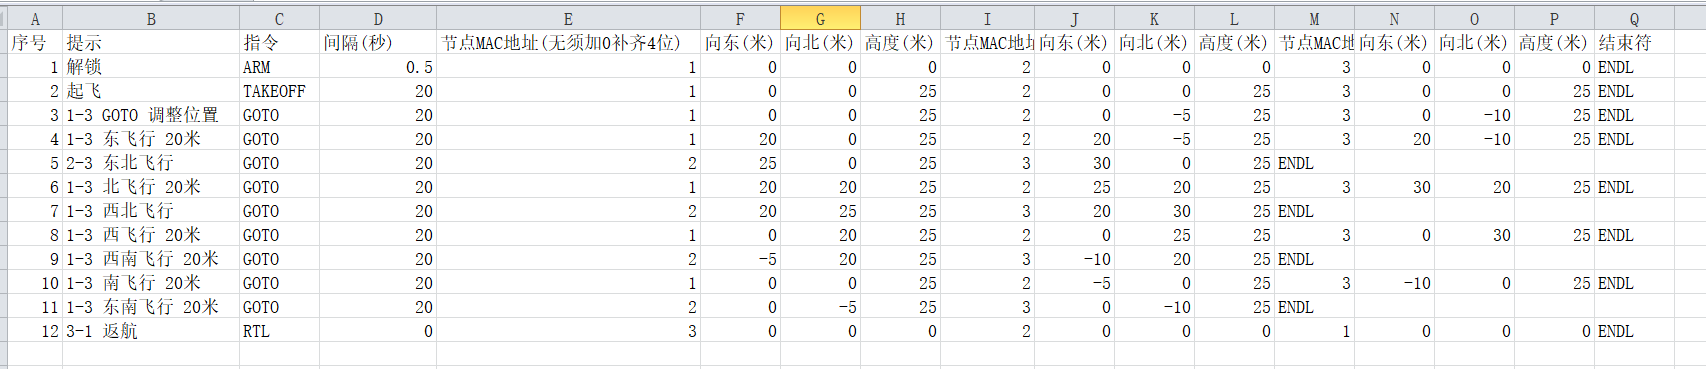 A B C D E F G H I J K L M N O P Q
序号 提示 指令 间隔(秒) 节点MAC地址(无须加0补齐4位) 向东(米) 向北(米) 高度(米) 节点MAC地址 向东(米) 向北(米) 高度(米) 节点MAC地 向东(米) 向北(米) 高度(米) 结束符
1 解锁 ARM 0.5 1 0 0 0 2 0 0 0 3 0 0 0 ENDL
2 起飞 TAKEOFF 20 1 0 0 25 2 0 0 25 3 0 0 25 ENDL
3 1-3 GOTO 调整位置 GOTO 20 1 0 0 25 2 0 -5 25 3 0 -10 25 ENDL
4 1-3 东飞行 20米 GOTO 20 1 20 0 25 2 20 -5 25 3 20 -10 25 ENDL
5 2-3 东北飞行 GOTO 20 2 25 0 25 3 30 0 25 ENDL
6 1-3 北飞行 20米 GOTO 20 1 20 20 25 2 25 20 25 3 30 20 25 ENDL
7 1-3 西北飞行 GOTO 20 2 20 25 25 3 20 30 25 ENDL
8 1-3 西飞行 20米 GOTO 20 1 0 20 25 2 0 25 25 3 0 30 25 ENDL
9 1-3 西南飞行 20米 GOTO 20 2 -5 20 25 3 -10 20 25 ENDL
10 1-3 南飞行 20米 GOTO 20 1 0 0 25 2 -5 0 25 3 -10 0 25 ENDL
11 1-3 东南飞行 20米 GOTO 20 2 0 -5 25 3 0 -10 25 ENDL
12 3-1 返航 RTL 0 3 0 0 0 2 0 0 0 1 0 0 0 ENDL